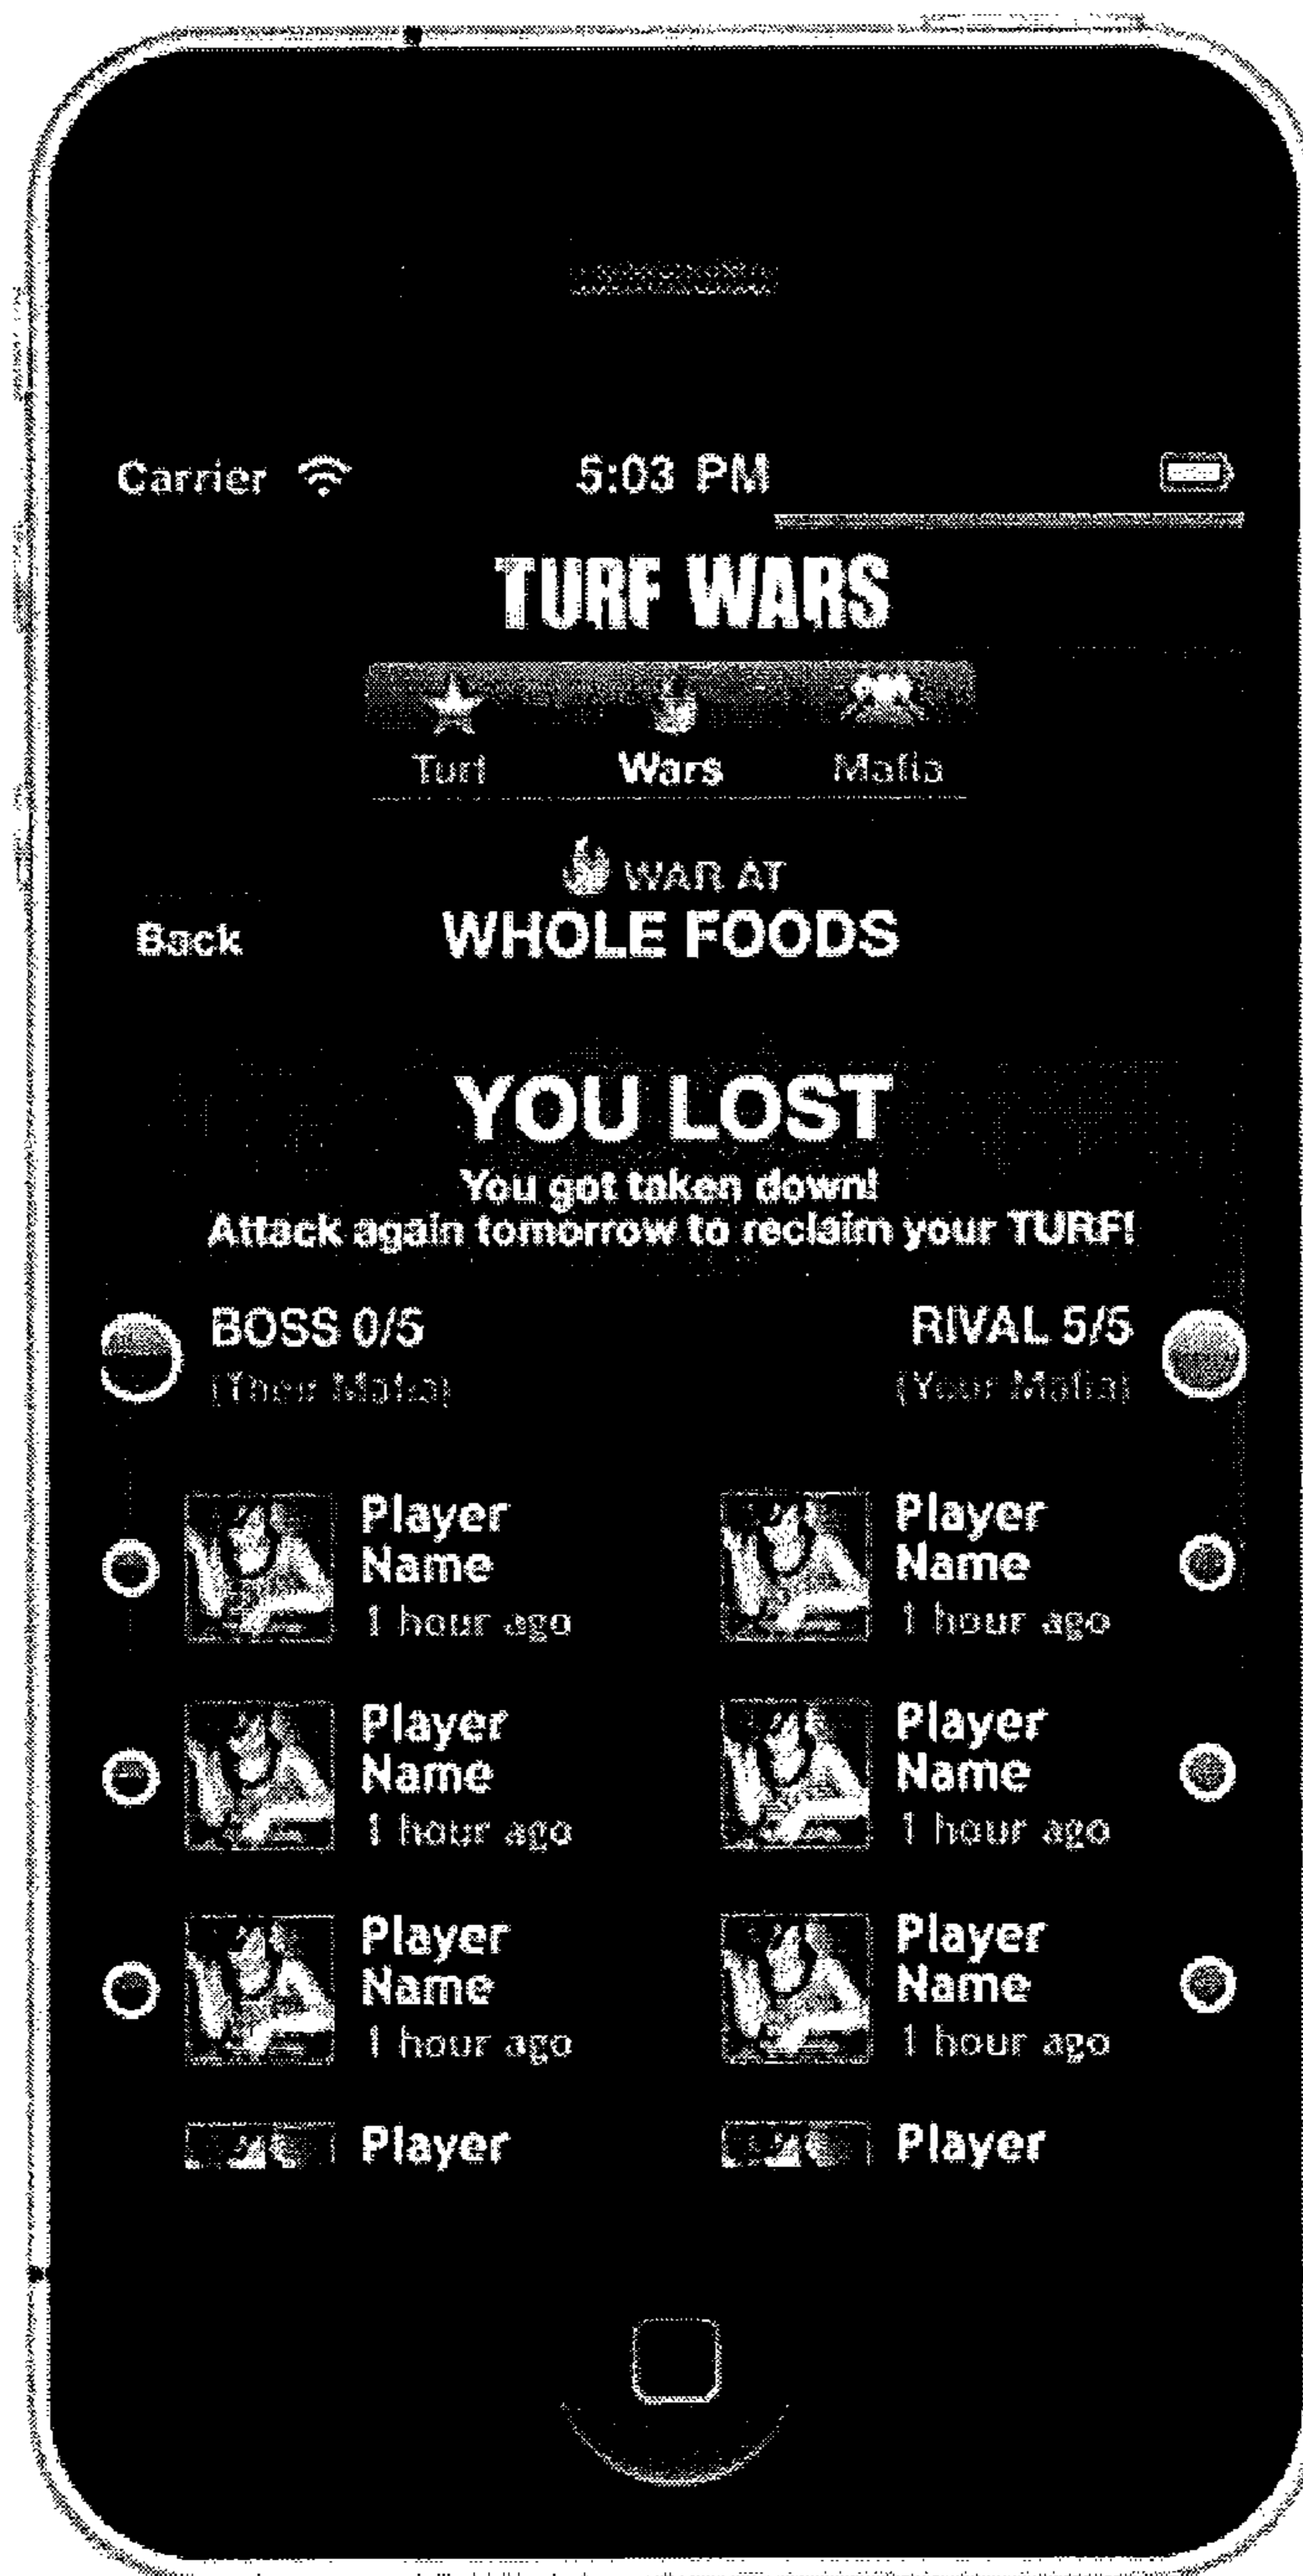 Carrier 5:03 PM
TURF WARS
Turf Wars Mafia
WAR AT
Back WHOLE FOODS
YOU LOST
You got taken down!
Attack again tomorrow to reclaim your TURF!
BOSS 0/5 RIVAL 5/5
(Their Mafia) (Your Mafia)
Player Player
Name Name
1 hour ago 1 hour ago
Player Player
Name Name
1 hour ago 1 hour ago
Player Player
Name Name
1 hour ago 1 hour ago
Player Player